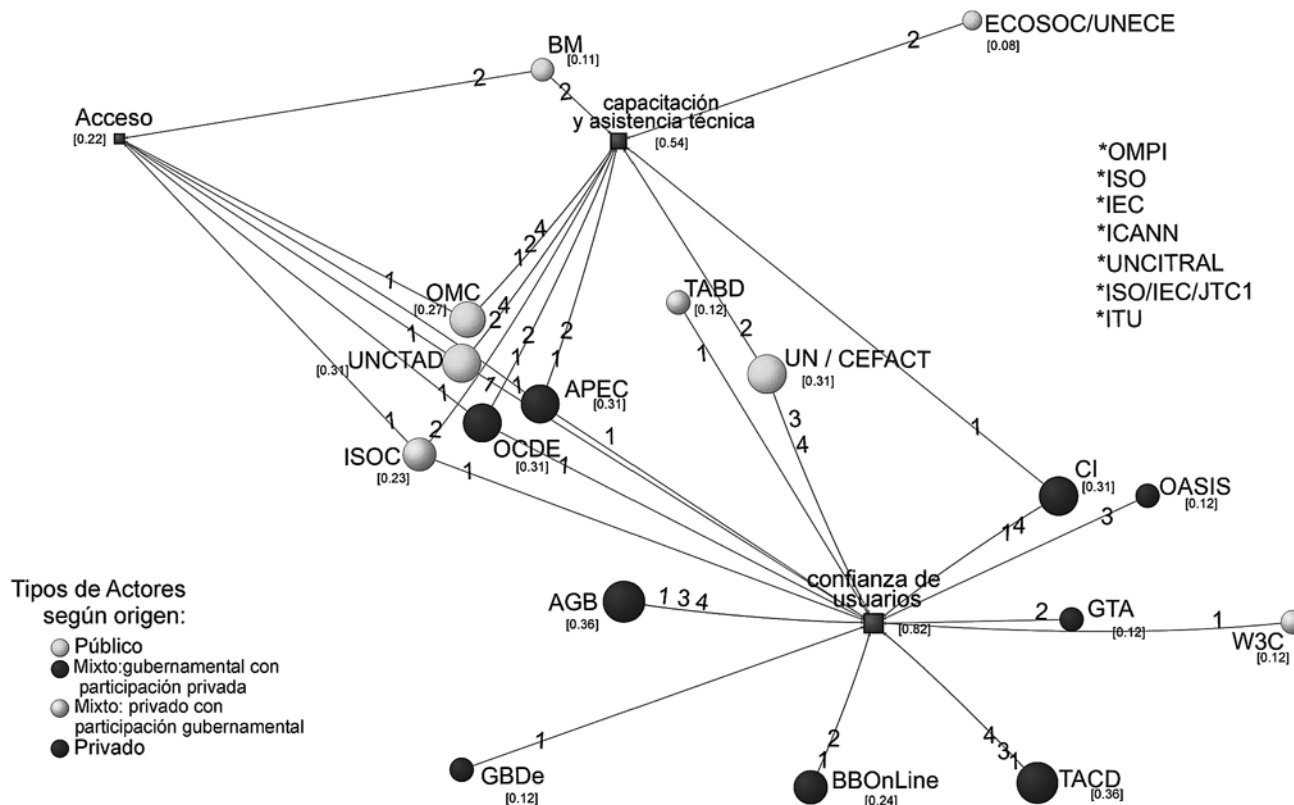 ECOSOC/UNECE
[0.08]
2
BM
[0.11]
2
2
Acceso
[0.22]
capacitación
y asistencia técnica
[0.54]
*OMPI
*ISO
*IEC
*ICANN
*UNCITRAL
*ISO/IEC/JTC1
*ITU
4
2
1
1
OMC
[0.27]
4
2
TABD
[0.12]
2
2
2
1
1
UNCTAD
[0.31]
1
1
1
1
1
UN / CEFACT
[0.31]
APEC
[0.31]
1
1
2
ISOC
[0.23]
OCDE
[0.31]
1
1
1
3
4
1
CI
[0.31]
OASIS
[0.12]
3
1 4
Tipos de Actores
según origen:
Público
Mixto:gubernamental con
participación privada
Mixto: privado con
participación gubernamental
Privado
AGB
[0.36]
1 3 4
confianza de
usuarios
[0.82]
2
GTA
[0.12]
1
W3C
[0.12]
1
GBDe
[0.12]
2
1
BBOnLine
[0.24]
4
3
1
TACD
[0.36]